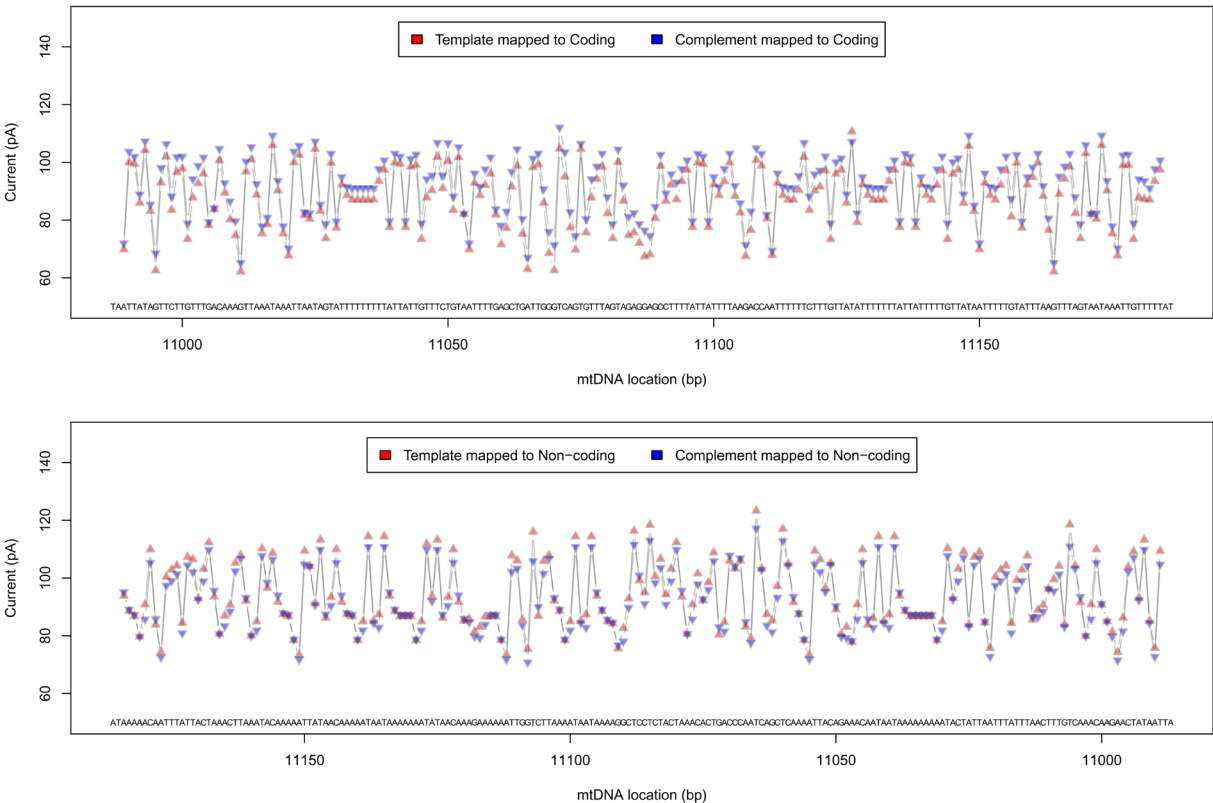 140
Template mapped to Coding
Complement mapped to Coding
120
Current (pA)
100
80
60
TAATTATAGTTCTTGTTTGACAAAGTTAAATAAATTAATAGTATTTTTTTTTTATTATTGTTTCTGTAATTTTGAGCTGATTGGGTCAGTGTTTAGTAGAGGAGCCTTTTATTATTTTAAGACCAATTTTTTCTTTGTTATATTTTTTTATTATTTTTGTTATAATTTTTGTATTTAAGTTTAGTAATAAATTGTTTTTAT
11000 11050 11100 11150
mtDNA location (bp)
140
Template mapped to Non−coding
Complement mapped to Non−coding
120
Current (pA)
100
80
60
ATAAAAACAATTTATTACTAAACTTAAATACAAAAATTATAACAAAAATAATAAAAAAATATAACAAAGAAAAAATTGGTCTTAAAATAATAAAAGGCTCCTCTACTAAACACTGACCCAATCAGCTCAAAATTACAGAAACAATAATAAAAAAAAAATACTATTAATTTATTTAACTTTGTCAAACAAGAACTATAATTA
11150 11100 11050 11000
mtDNA location (bp)